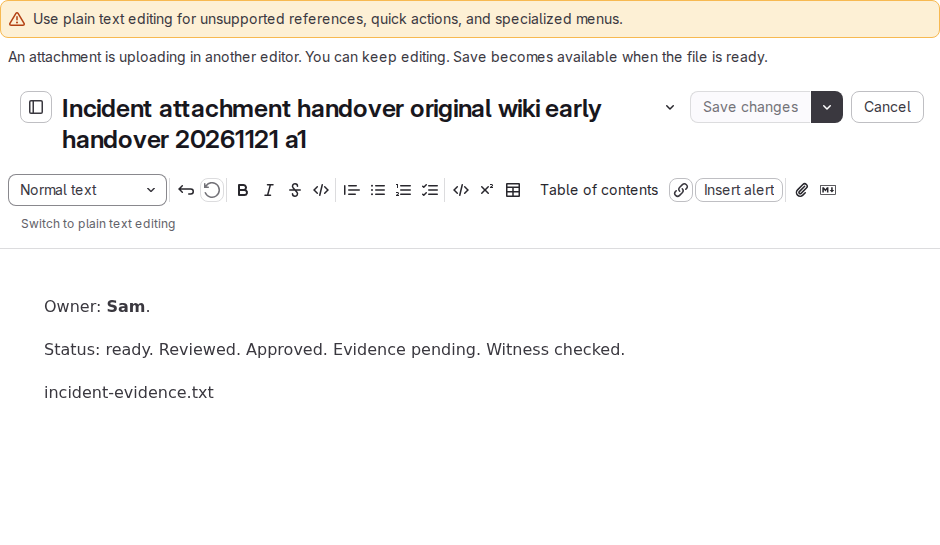 Use plain text editing for unsupported references, quick actions, and specialized menus.
An attachment is uploading in another editor. You can keep editing. Save becomes available when the file is ready.
Incident attachment handover original wiki early
handover 20261121 a1
Save changes
Cancel
Normal text
Table of contents
Insert alert
Switch to plain text editing
Owner: Sam.
Status: ready. Reviewed. Approved. Evidence pending. Witness checked.
incident-evidence.txt